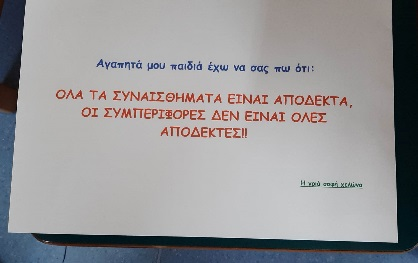 Αγαπητά μου παιδιά έχω να σας πω ότι:
ΟΛΑ ΤΑ ΣΥΝΑΙΣΘΗΜΑΤΑ ΕΙΝΑΙ ΑΠΟΔΕΚΤΑ,
ΟΙ ΣΥΜΠΕΡΙΦΟΡΕΣ ΔΕΝ ΕΙΝΑΙ ΟΛΕΣ
ΑΠΟΔΕΚΤΕΣ!!
Η γριά σοφή χελώνα